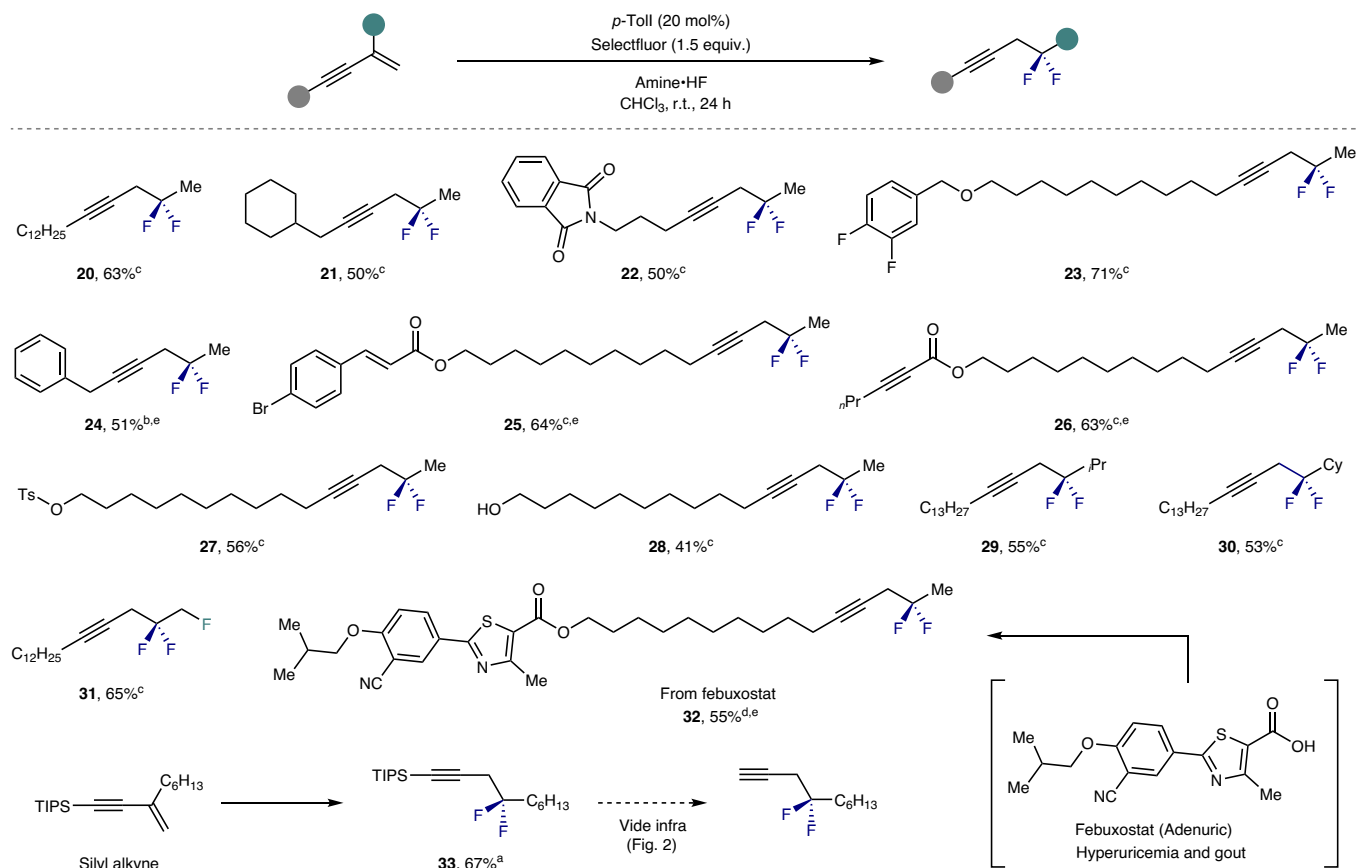 p-TolI (20 mol%)
Selectfluor (1.5 equiv.)
Amine•HF
CHCl3, r.t., 24 h
F F
C12H25
Me
F F
20, 63%c
Me
F F
21, 50%c
O
N
O
Me
F F
22, 50%c
F
F
O
Me
F F
23, 71%c
Me
F F
24, 51%b,e
Br
O
O
Me
F F
25, 64%c,e
nPr
O
O
Me
F F
26, 63%c,e
Ts
O
Me
F F
27, 56%c
HO
Me
F F
28, 41%c
C13H27
iPr
F F
29, 55%c
C13H27
Cy
F F
30, 53%c
C12H25
F
F F
31, 65%c
Me
Me
O
NC
S
N
Me
O
O
Me
F F
From febuxostat
32, 55%d,e
Me
Me
O
NC
S
N
Me
O
OH
Febuxostat (Adenuric)
Hyperuricemia and gout
TIPS
C6H13
Silyl alkyne
TIPS
C6H13
F
F
33, 67%a
Vide infra
(Fig. 2)
C6H13
F
F